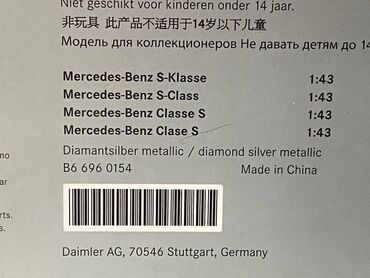 Niet geschikt voor kinderen onder 14 jaar.
非玩具 此产品不适用于14岁以下儿童
Модель для коллекционеров Не давать детям до 14
Mercedes-Benz S-Klasse 1:43
Mercedes-Benz S-Class 1:43
Mercedes-Benz Classe S 1:43
Mercedes-Benz Clase S 1:43
Diamantsilber metallic / diamond silver metallic
B6 696 0154 Made in China
Daimler AG, 70546 Stuttgart, Germany